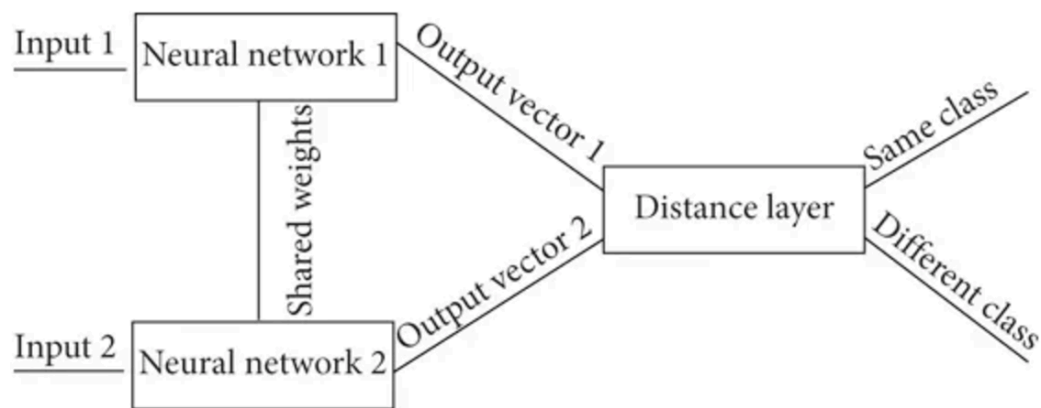 Input 1
Neural network 1
Output vector 1
Shared weights
Distance layer
Same class
Different class
Output vector 2
Input 2
Neural network 2